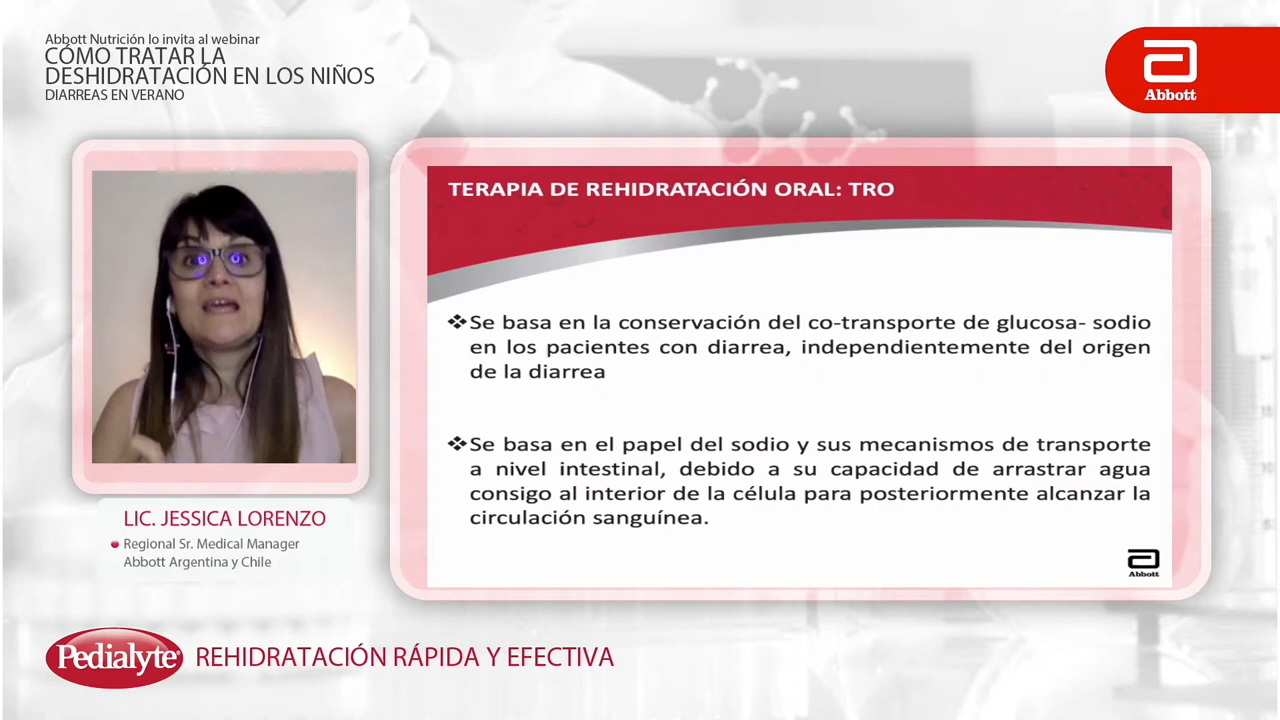 Abbott Nutrición lo invita al webinar
CÓMO TRATAR LA
DESHIDRATACIÓN EN LOS NIÑOS
DIARREAS EN VERANO
Abbott
TERAPIA DE REHIDRATACIÓN ORAL: TRO
❖Se basa en la conservación del co-transporte de glucosa- sodio
en los pacientes con diarrea, independientemente del origen
de la diarrea
❖Se basa en el papel del sodio y sus mecanismos de transporte
a nivel intestinal, debido a su capacidad de arrastrar agua
consigo al interior de la célula para posteriormente alcanzar la
circulación sanguínea.
Abbott
LIC. JESSICA LORENZO
Regional Sr. Medical Manager
Abbott Argentina y Chile
Pedialyte®
REHIDRATACIÓN RÁPIDA Y EFECTIVA